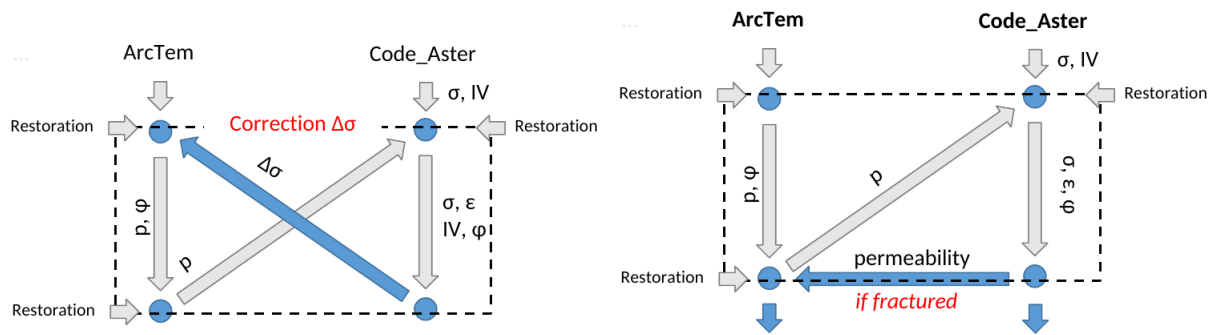 ...
ArcTem
Code_Aster
σ, IV
Restoration
Correction Δσ
Restoration
Δσ
p, φ
p
σ, ε
IV, φ
Restoration
...
ArcTem
Code_Aster
σ, IV
Restoration
Restoration
p, φ
p
σ, ε, φ
permeability
Restoration
if fractured